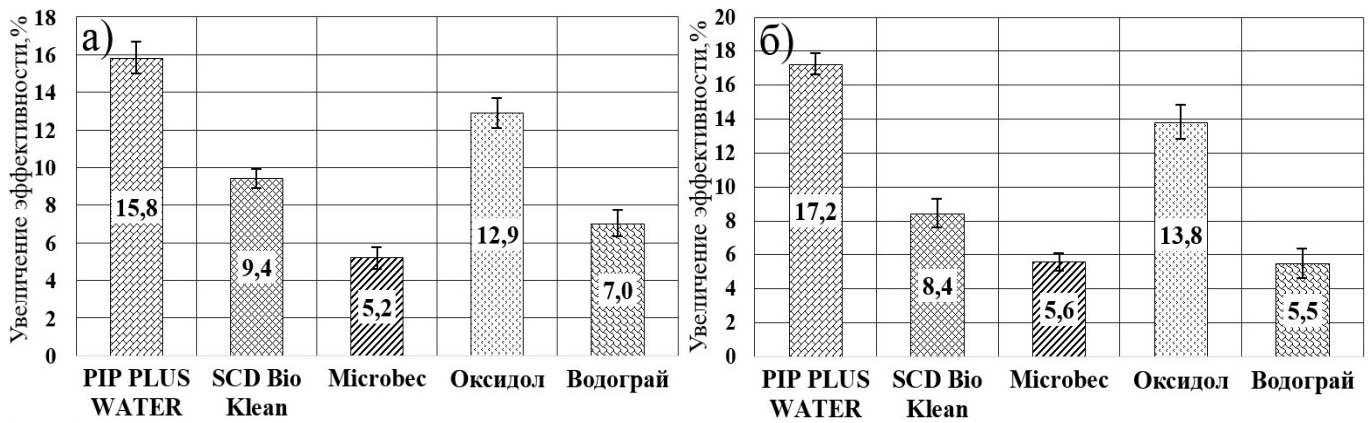 а)
Увеличение эффективности,%
18
16
14
12
10
8
6
4
2
0
15,8
9,4
5,2
12,9
7,0
PIP PLUS WATER
SCD Bio Klean
Microbec
Оксидол
Водограй
б)
Увеличение эффективности,%
20
18
16
14
12
10
8
6
4
2
0
17,2
8,4
5,6
13,8
5,5
PIP PLUS WATER
SCD Bio Klean
Microbec
Оксидол
Водограй